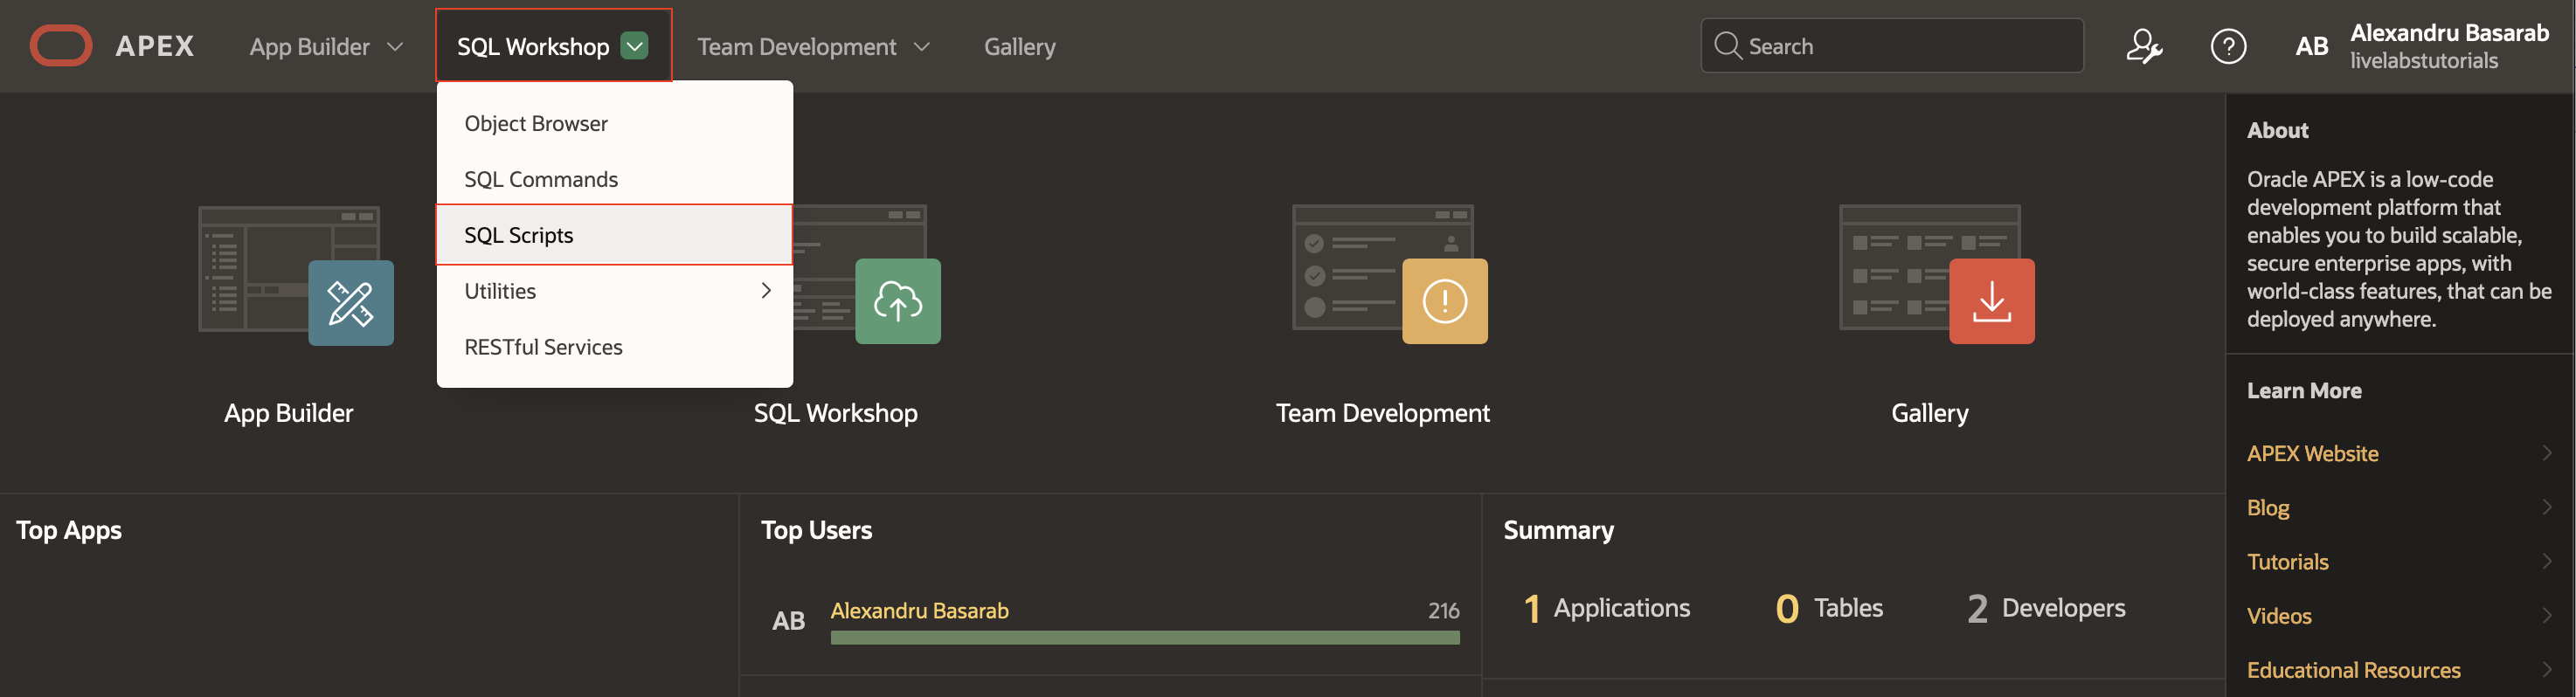 APEX
App Builder
SQL Workshop
Team Development
Gallery
Search
AB
Alexandru Basarab
livelabstutorials
Object Browser
SQL Commands
SQL Scripts
Utilities
RESTful Services
App Builder
SQL Workshop
Team Development
Gallery
About
Oracle APEX is a low-code
development platform that
enables you to build scalable,
secure enterprise apps, with
world-class features, that can be
deployed anywhere.
Learn More
APEX Website
Blog
Tutorials
Videos
Educational Resources
Top Apps
Top Users
AB
Alexandru Basarab
216
Summary
1 Applications
0 Tables
2 Developers